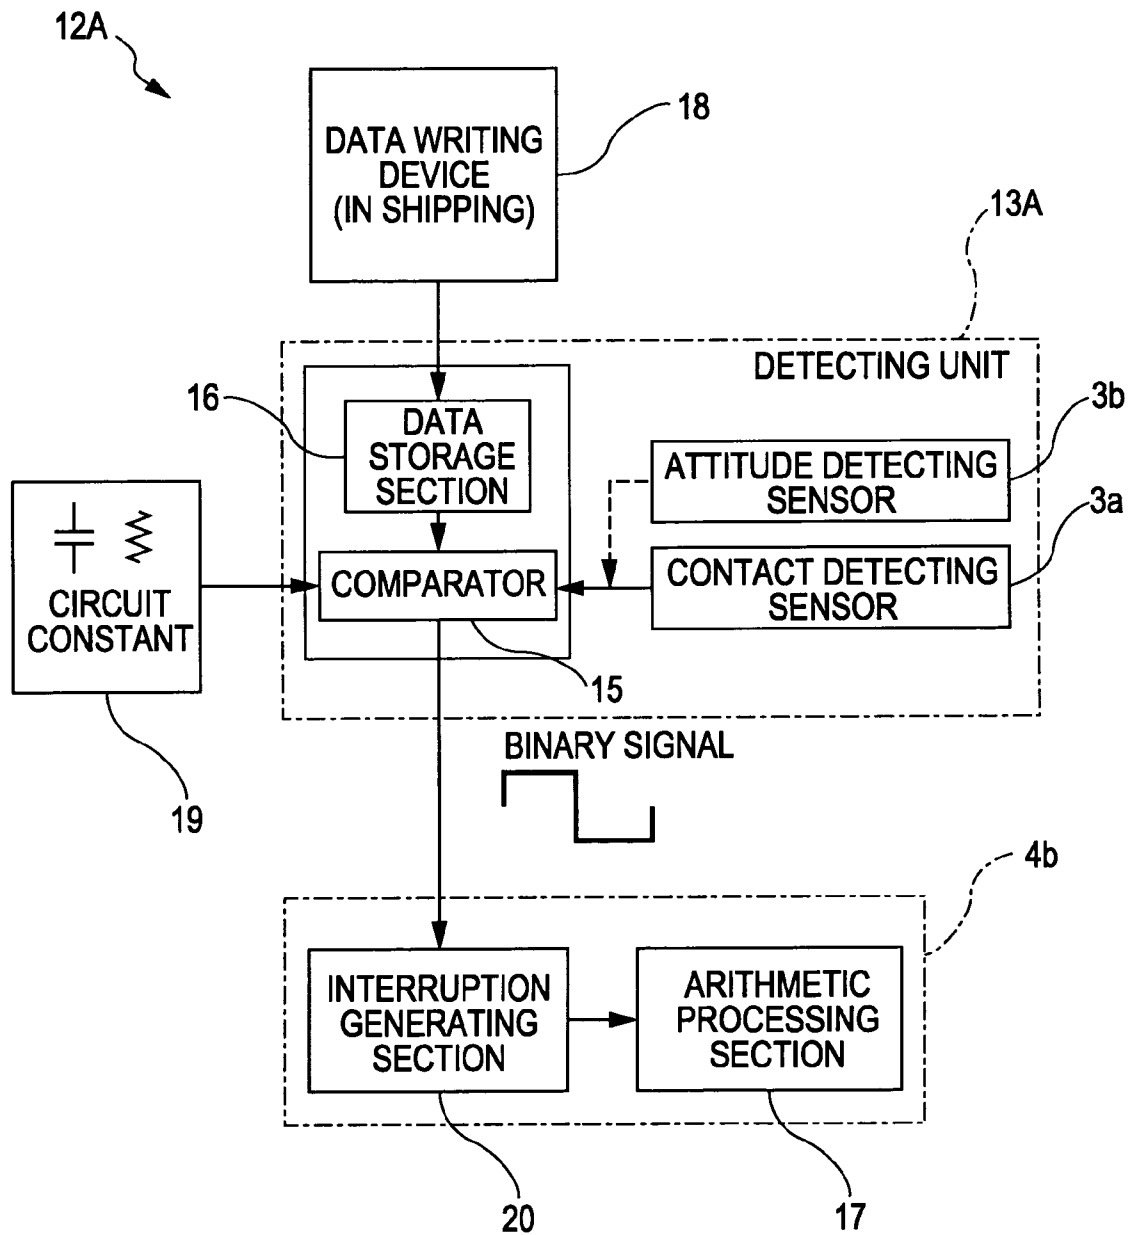 12A
18
DATA WRITING
DEVICE
(IN SHIPPING)
13A
DETECTING UNIT
16
DATA
STORAGE
SECTION
3b
ATTITUDE DETECTING
SENSOR
3a
CONTACT DETECTING
SENSOR
COMPARATOR
CIRCUIT
CONSTANT
15
19
BINARY SIGNAL
4b
INTERRUPTION
GENERATING
SECTION
ARITHMETIC
PROCESSING
SECTION
20
17